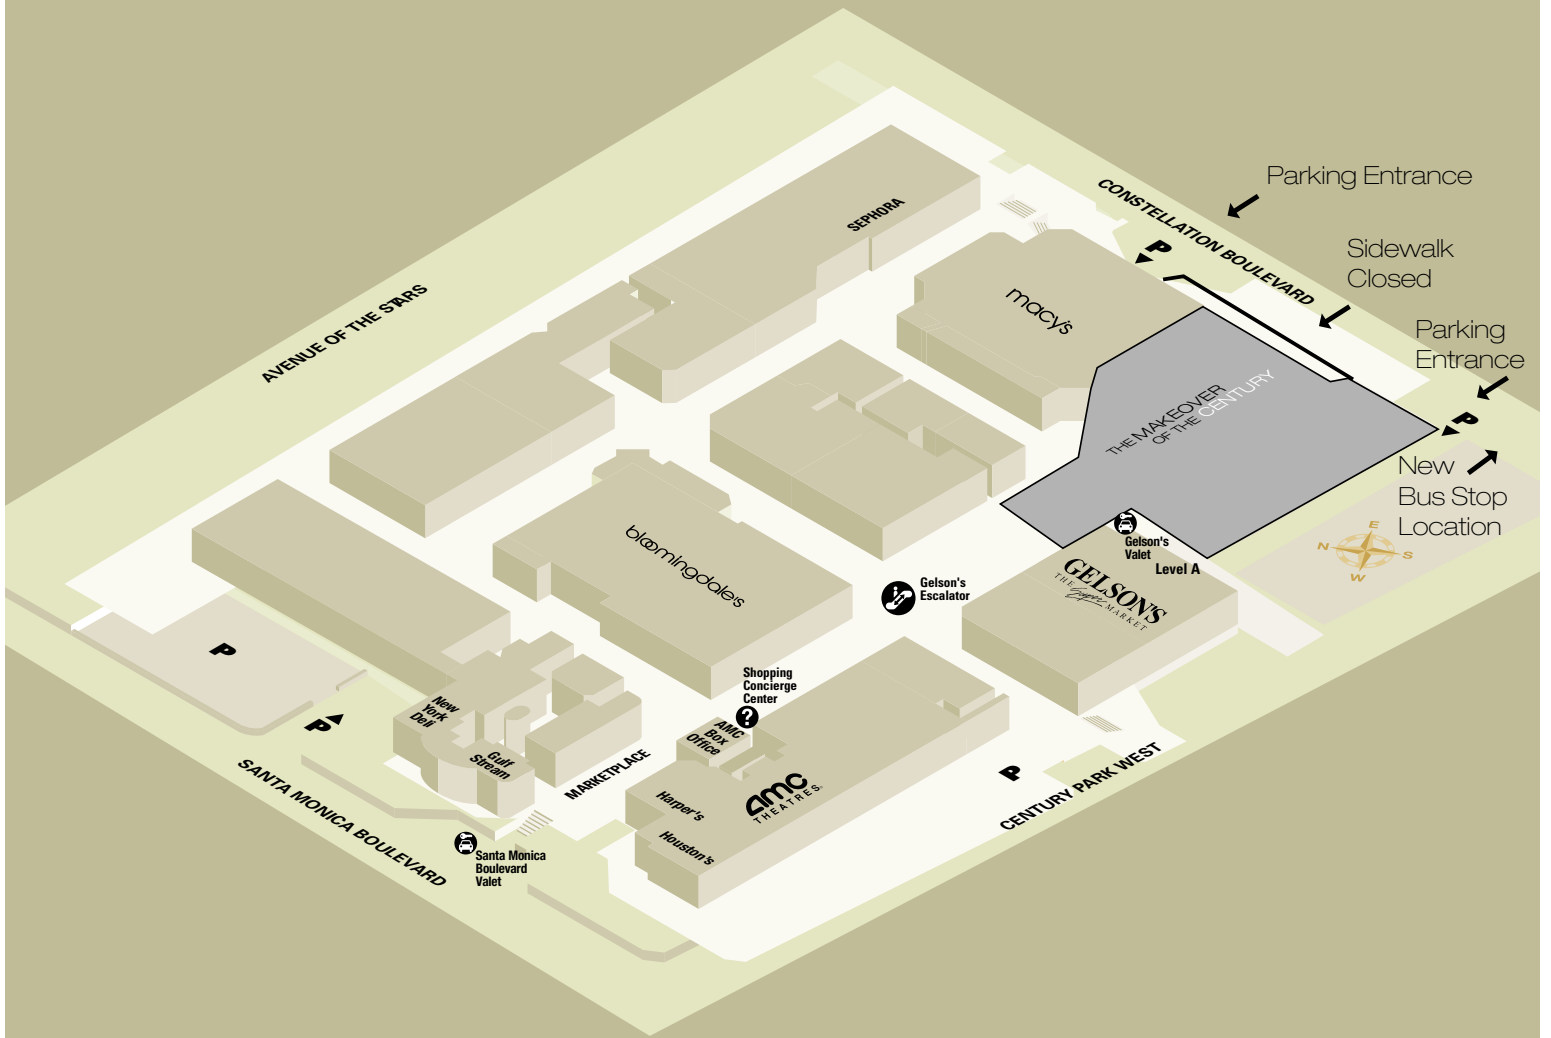 Parking Entrance
CONSTELLATION BOULEVARD
P
Sidewalk
Closed
Parking
Entrance
P
New
Bus Stop
Location
E
N
S
W
SEPHORA
AVENUE OF THE STARS
macy's
THE MAKEOVER
OF THE CENTURY
Gelson's
Valet
Level A
GELSON'S
THE Super
MARKET
bloomingdale's
Gelson's
Escalator
P
P
New
York
Deli
Gulf
Stream
MARKETPLACE
Shopping
Concierge
Center
?
AMC
Box
Office
amc
THEATRES
Harper's
Houston's
P
CENTURY PARK WEST
SANTA MONICA BOULEVARD
Santa Monica
Boulevard
Valet